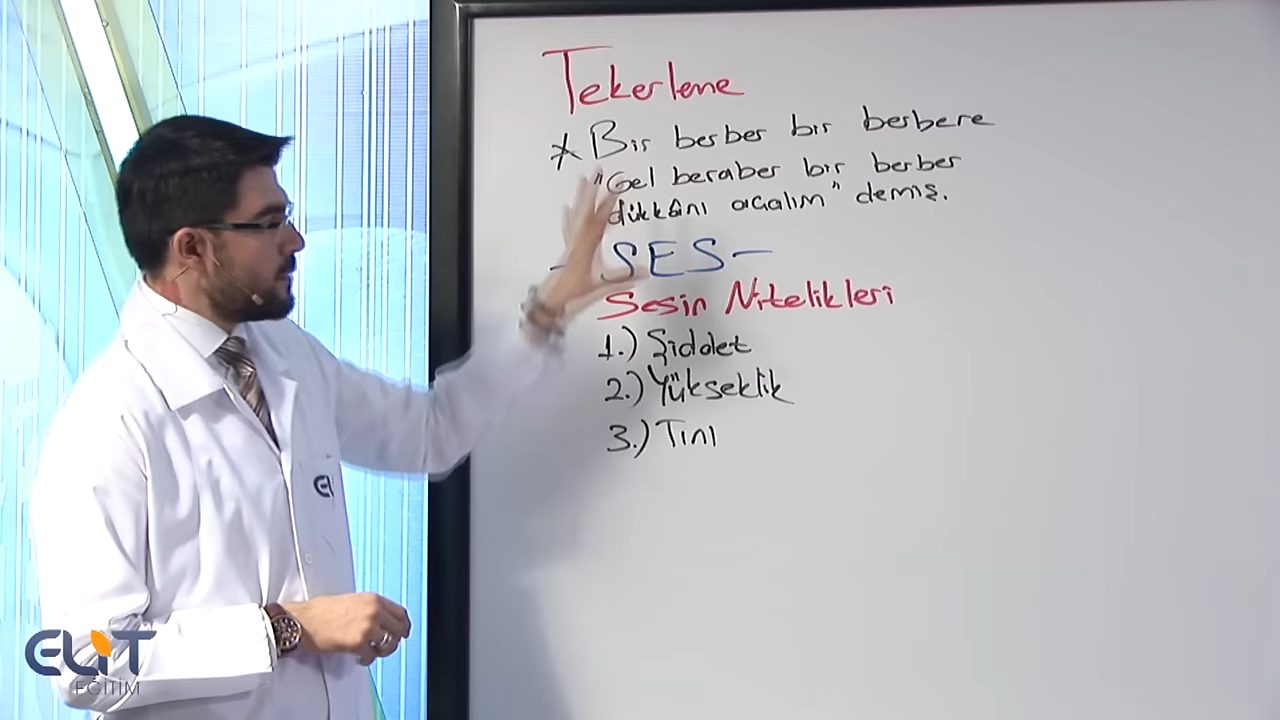 Tekerleme
* Bir berber bir berbere
"Gel beraber bir berber
dükkânı açalım" demiş.
- SES -
Sesin Nitelikleri
1.) Şiddet
2.) Yükseklik
3.) Tını
ELİT
EĞİTİM